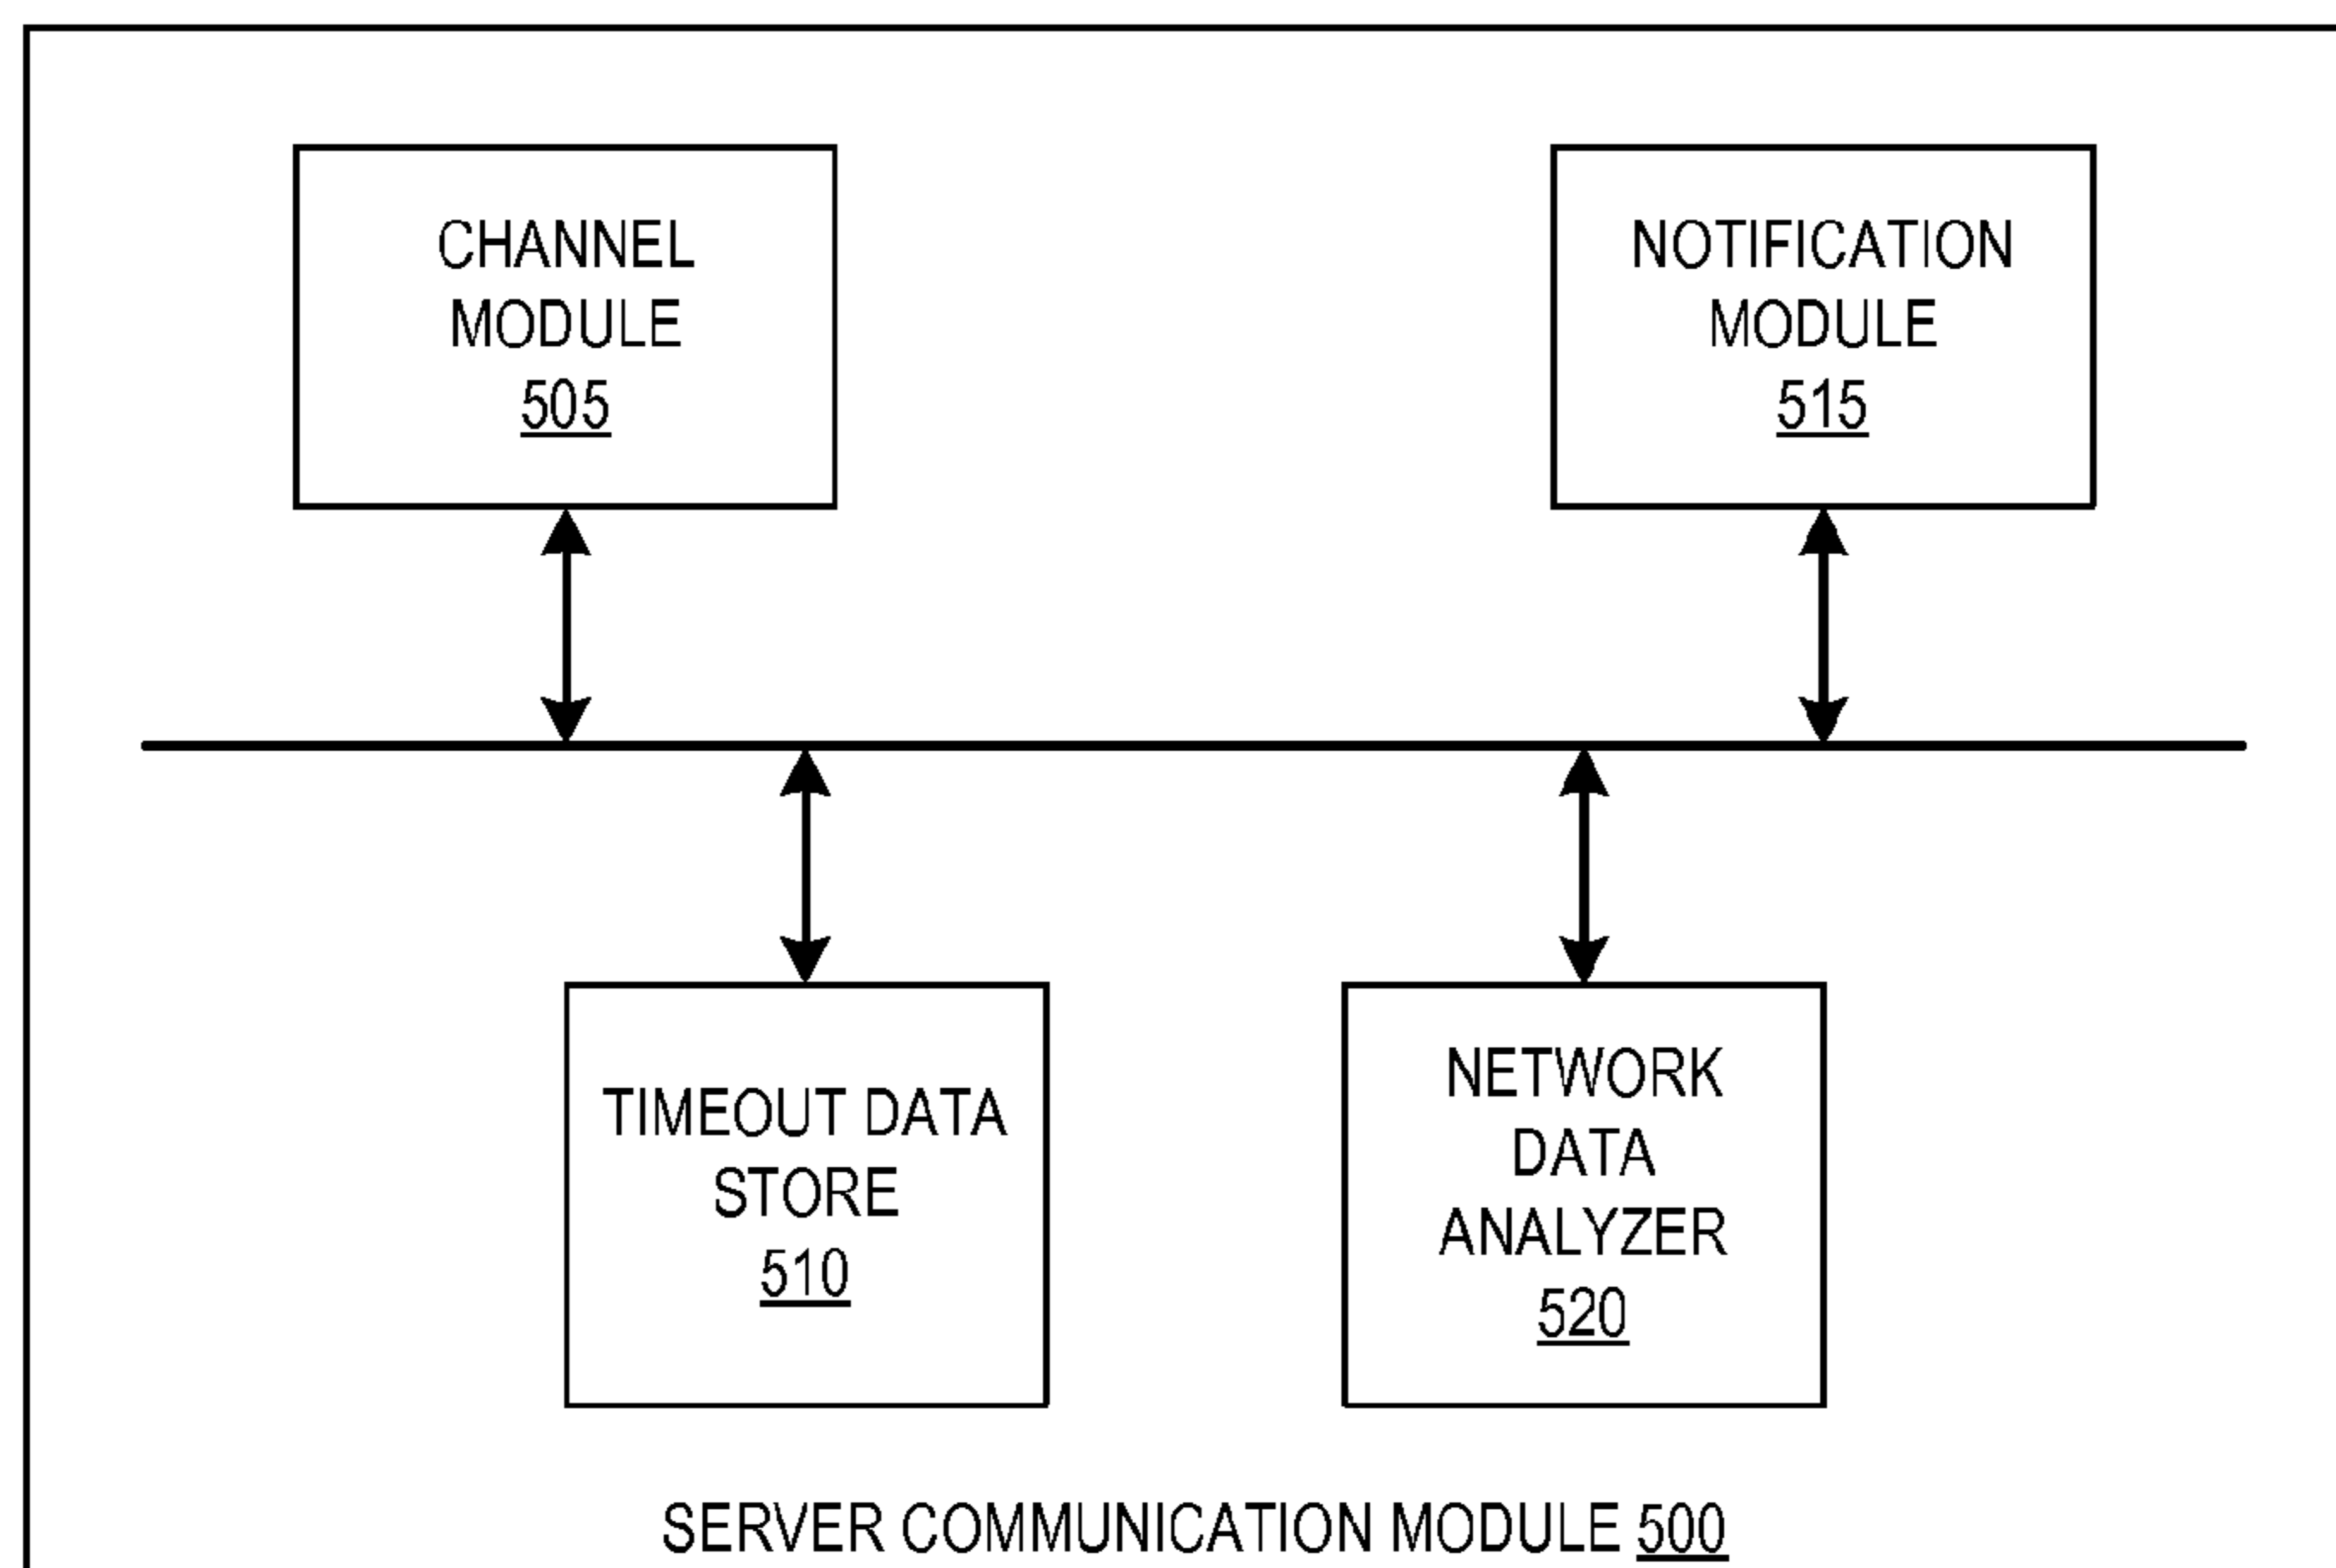 CHANNEL
MODULE
505
NOTIFICATION
MODULE
515
TIMEOUT DATA
STORE
510
NETWORK
DATA
ANALYZER
520
SERVER COMMUNICATION MODULE 500